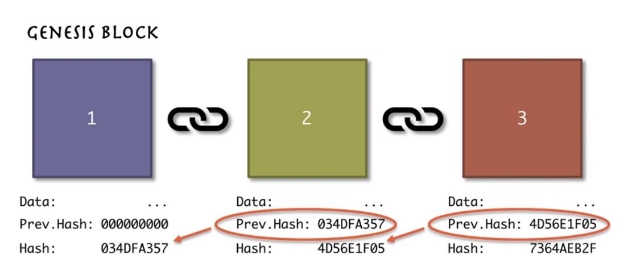 GENESIS BLOCK
1
2
3
Data: ...
Prev.Hash: 000000000
Hash: 034DFA357
Data: ...
Prev.Hash: 034DFA357
Hash: 4D56E1F05
Data: ...
Prev.Hash: 4D56E1F05
Hash: 7364AEB2F